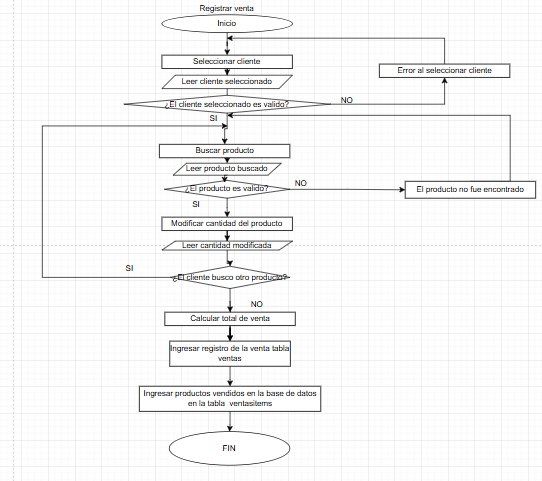 Registrar venta
Inicio
Seleccionar cliente
Error al seleccionar cliente
Leer cliente seleccionado
¿El cliente seleccionado es valido?
NO
SI
Buscar producto
Leer producto buscado
¿El producto es valido?
NO
El producto no fue encontrado
SI
Modificar cantidad del producto
Leer cantidad modificada
SI
¿El cliente busco otro producto?
NO
Calcular total de venta
Ingresar registro de la venta tabla
ventas
Ingresar productos vendidos en la base de datos
en la tabla ventasitems
FIN